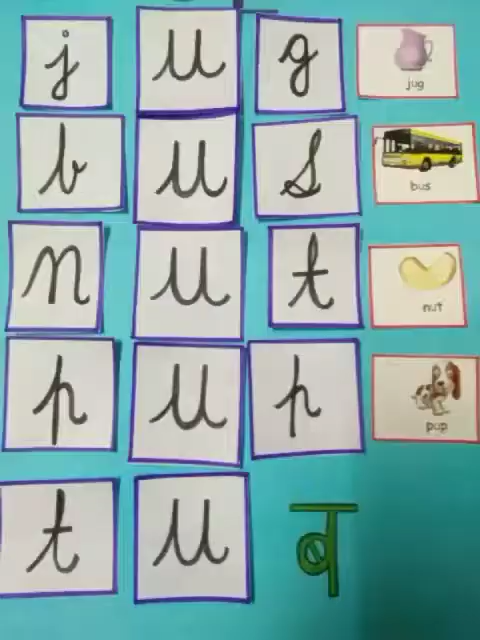 j u g jug
b u s bus
n u t nut
p u p pup
t u ब